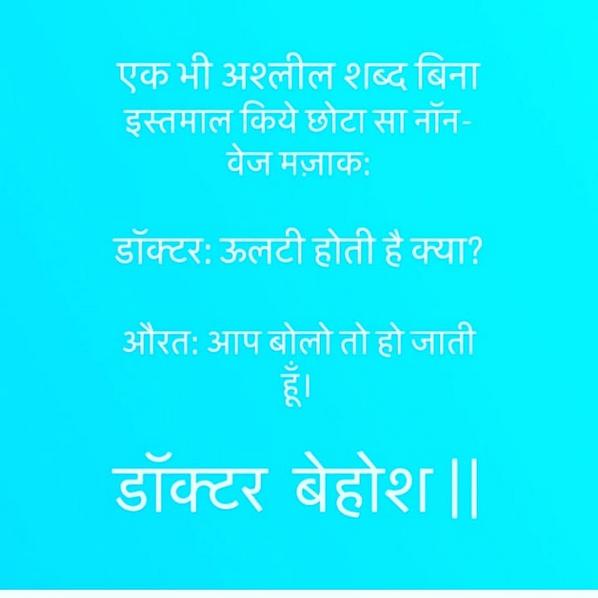 एक भी अश्लील शब्द बिना
इस्तमाल किये छोटा सा नॉन-
वेज मज़ाक:
डॉक्टर: ऊलटी होती है क्या?
औरत: आप बोलो तो हो जाती
हूँ।
डॉक्टर बेहोश||